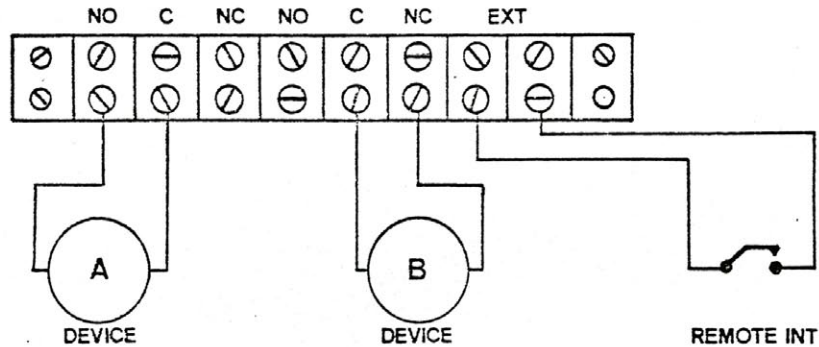 NO C NC NO C NC EXT
A B
DEVICE DEVICE REMOTE INT